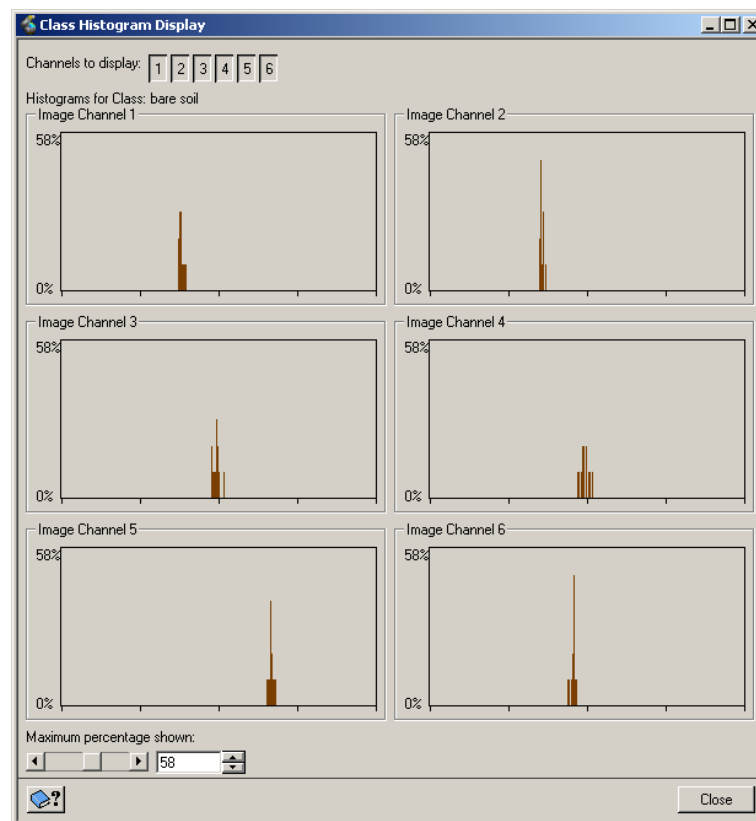 Class Histogram Display
Channels to display: 1 2 3 4 5 6
Histograms for Class: bare soil
Image Channel 1
58%
0%
Image Channel 2
58%
0%
Image Channel 3
58%
0%
Image Channel 4
58%
0%
Image Channel 5
58%
0%
Image Channel 6
58%
0%
Maximum percentage shown:
58
?
Close